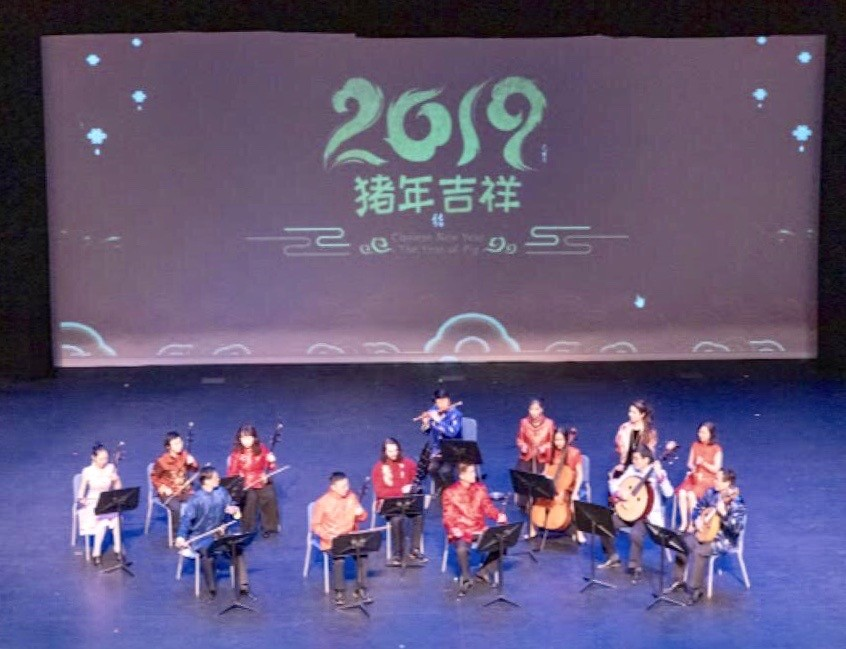 2019
猪年吉祥
Chinese New Year
The Year of Pig